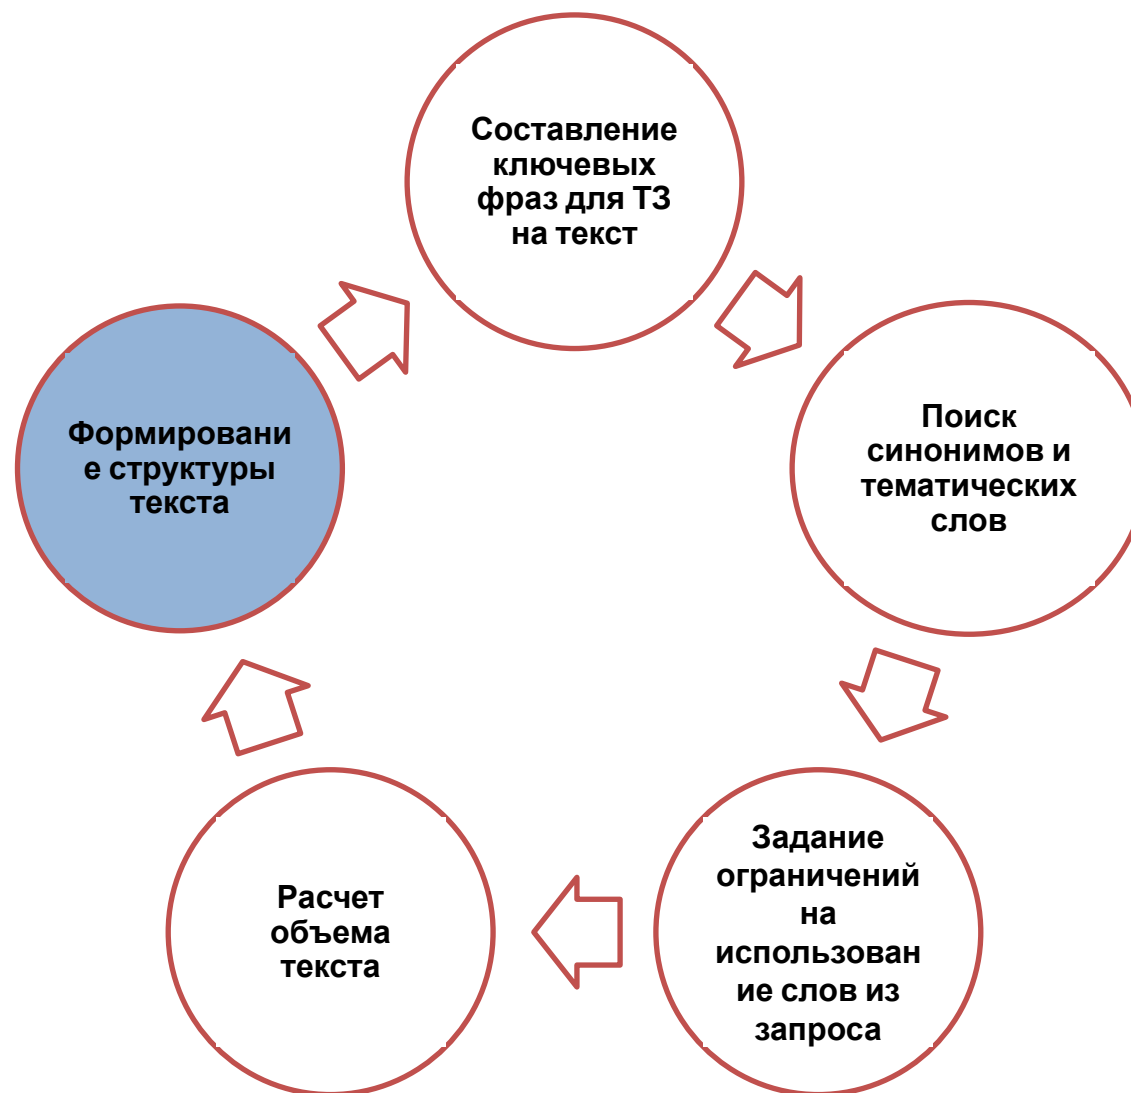 Составление
ключевых
фраз для ТЗ
на текст
Поиск
синонимов и
тематических
слов
Задание
ограничений
на
использован
ие слов из
запроса
Расчет
объема
текста
Формировани
е структуры
текста